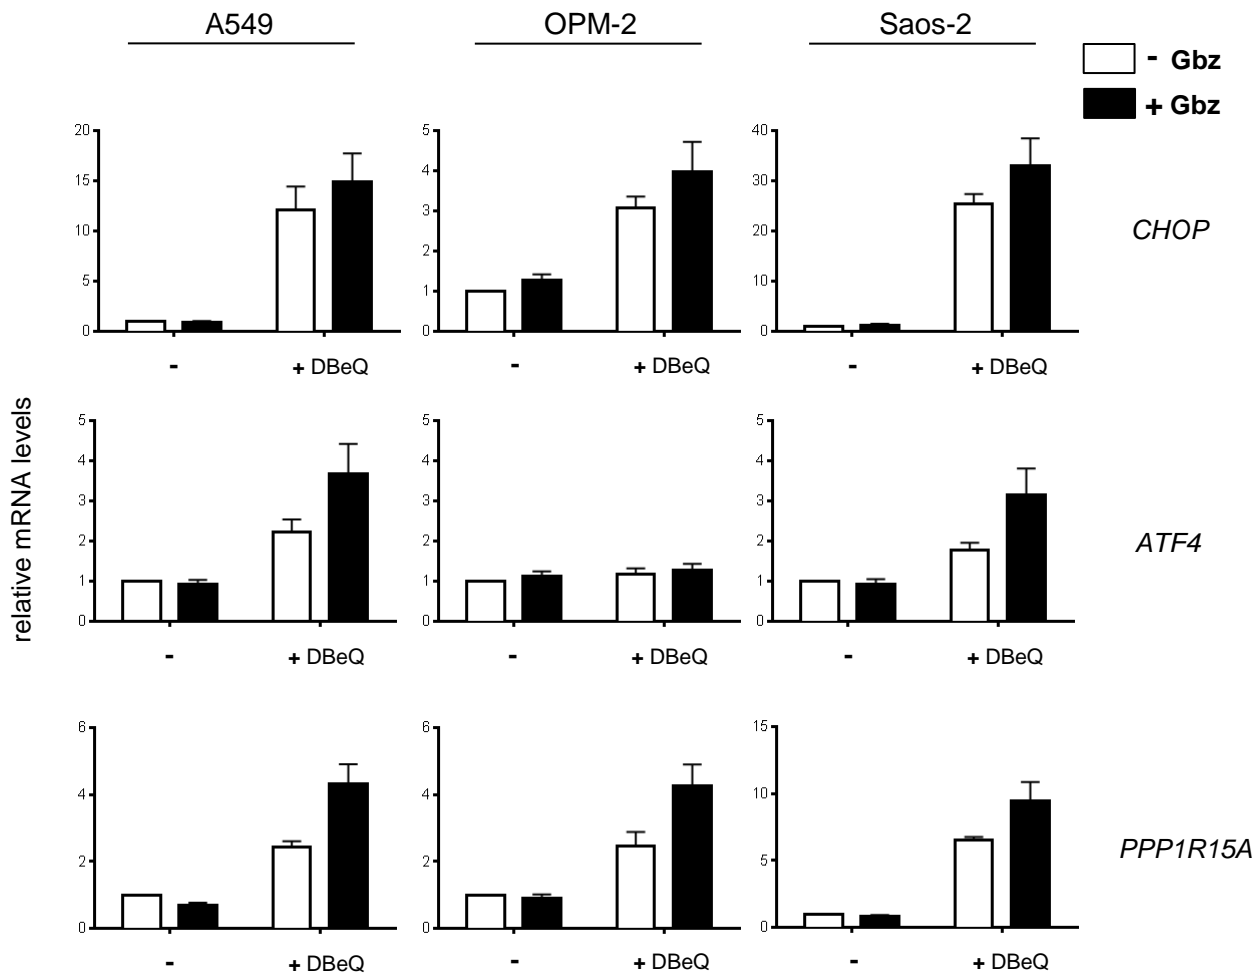 A549 OPM-2 Saos-2
- Gbz
+ Gbz
20 15 10 5 0
5 4 3 2 1 0
40 30 20 10 0
CHOP
- + DBeQ - + DBeQ - + DBeQ
relative mRNA levels
5 4 3 2 1 0
5 4 3 2 1 0
5 4 3 2 1 0
ATF4
- + DBeQ - + DBeQ - + DBeQ
6 4 2 0
6 4 2 0
15 10 5 0
PPP1R15A
- + DBeQ - + DBeQ - + DBeQ